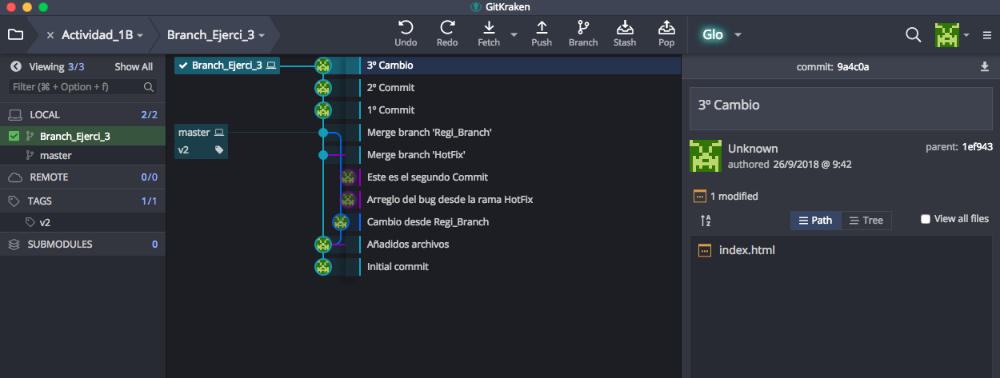 GitKraken
Actividad_1B
Branch_Ejerci_3
Undo
Redo
Fetch
Push
Branch
Stash
Pop
Glo
Viewing 3/3 Show All
Filter (⌘ + Option + f)
LOCAL 2/2
Branch_Ejerci_3
master
REMOTE 0/0
TAGS 1/1
v2
SUBMODULES 0
Branch_Ejerci_3 3º Cambio
2º Commit
1º Commit
master Merge branch 'Regi_Branch'
v2 Merge branch 'HotFix'
Este es el segundo Commit
Arreglo del bug desde la rama HotFix
Cambio desde Regi_Branch
Añadidos archivos
Initial commit
commit: 9a4c0a
3º Cambio
Unknown parent: 1ef943
authored 26/9/2018 @ 9:42
1 modified
A Z Path Tree View all files
index.html